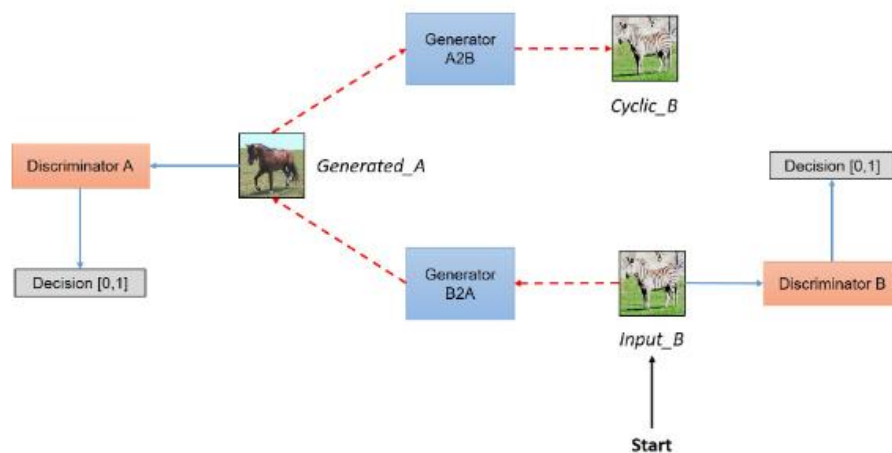 Generator
A2B
Cyclic_B
Discriminator A
Generated_A
Decision [0,1]
Decision [0,1]
Generator
B2A
Discriminator B
Input_B
Start